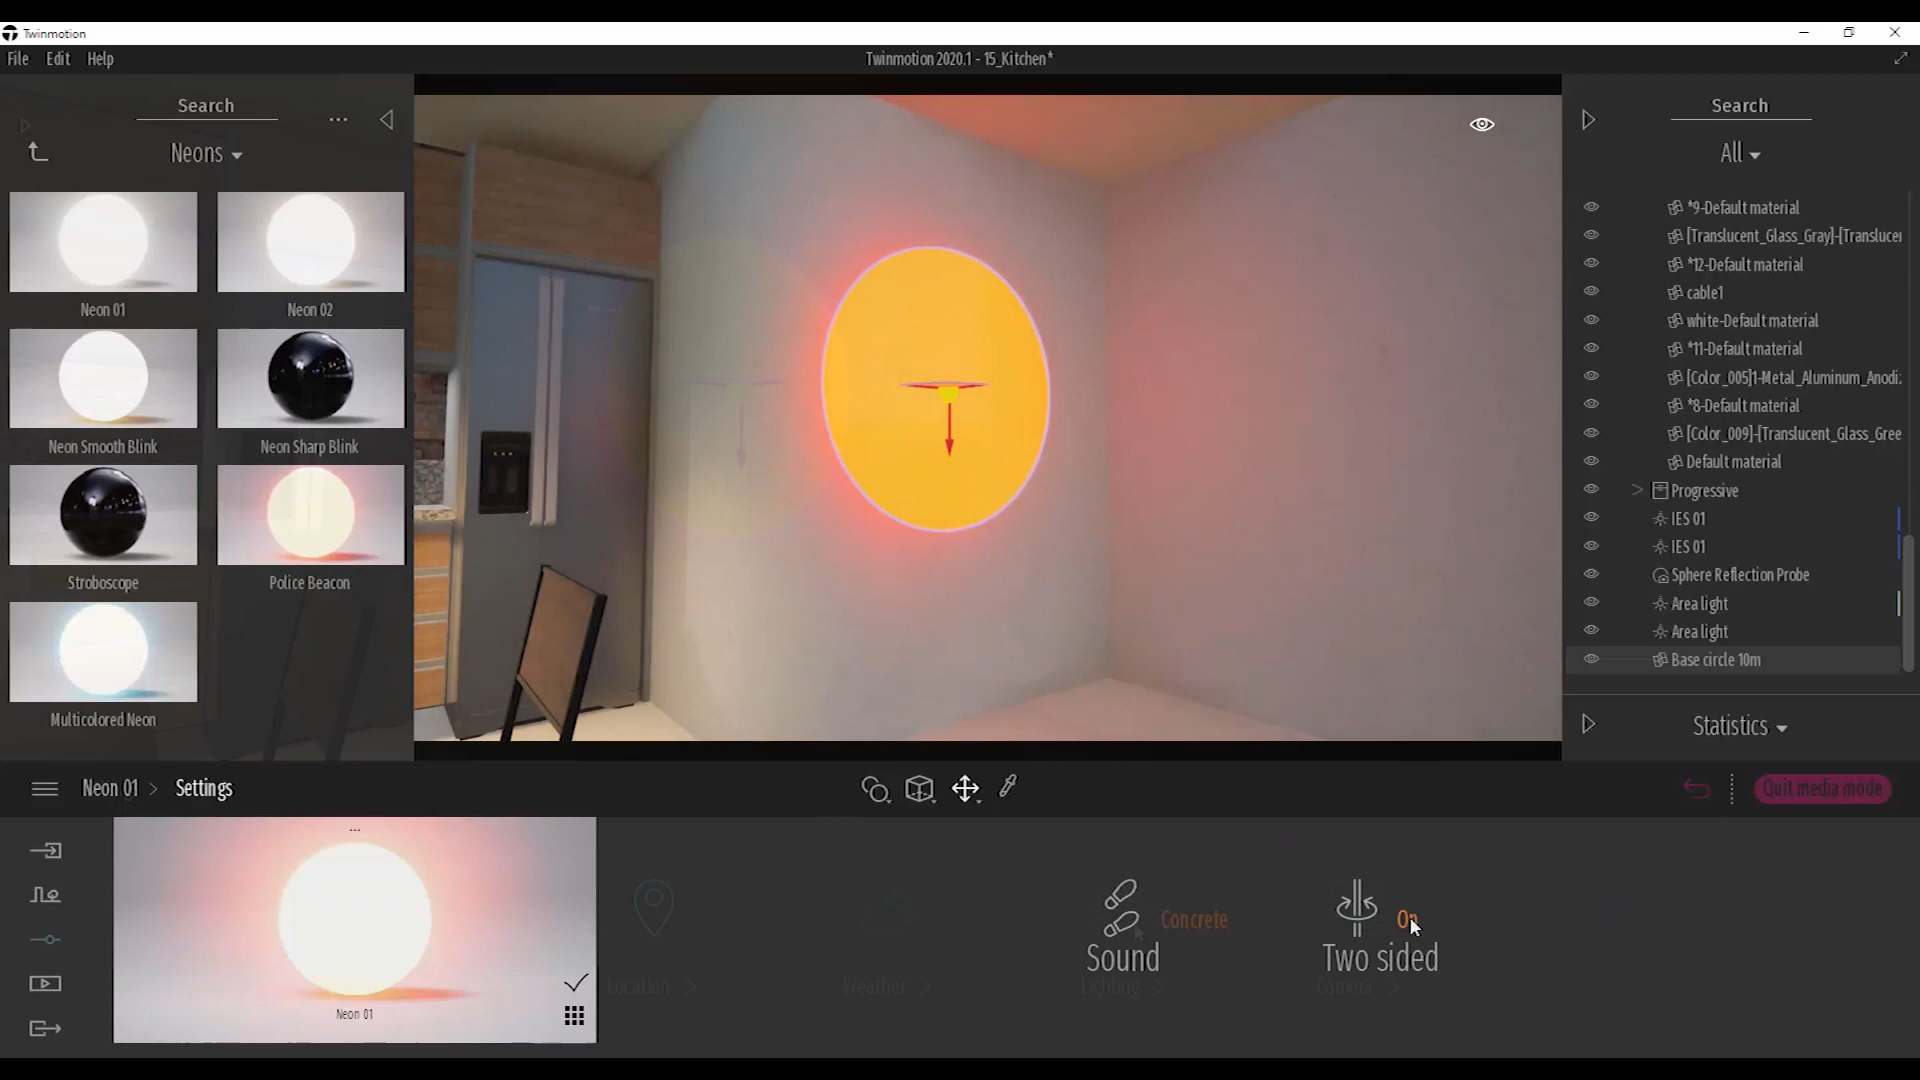 Twinmotion
File Edit Help
Twinmotion 2020.1 - 15_Kitchen*
Search
...
Neons
Neon 01
Neon 02
Neon Smooth Blink
Neon Sharp Blink
Stroboscope
Police Beacon
Multicolored Neon
Search
All
*9-Default material
[Translucent_Glass_Gray]-[Translucer
*12-Default material
cable1
white-Default material
*11-Default material
[Color_005]1-Metal_Aluminum_Anodi:
*8-Default material
[Color_009]-[Translucent_Glass_Gree
Default material
> Progressive
IES 01
IES 01
Sphere Reflection Probe
Area light
Area light
Base circle 10m
Statistics
Neon 01 > Settings
Quit media mode
...
Neon 01
Concrete
Sound
On
Two sided
Location >
Weather >
Lighting >
Camera >